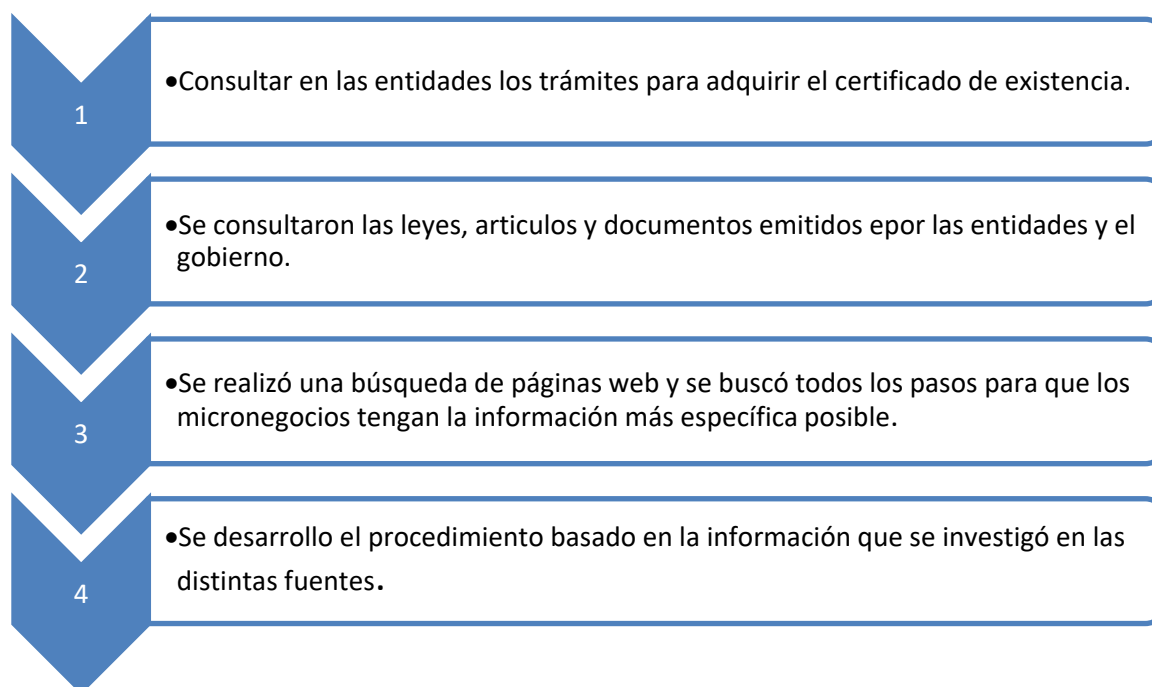 1
•Consultar en las entidades los trámites para adquirir el certificado de existencia.
2
•Se consultaron las leyes, articulos y documentos emitidos epor las entidades y el
gobierno.
3
•Se realizó una búsqueda de páginas web y se buscó todos los pasos para que los
micronegocios tengan la información más específica posible.
4
•Se desarrollo el procedimiento basado en la información que se investigó en las
distintas fuentes.